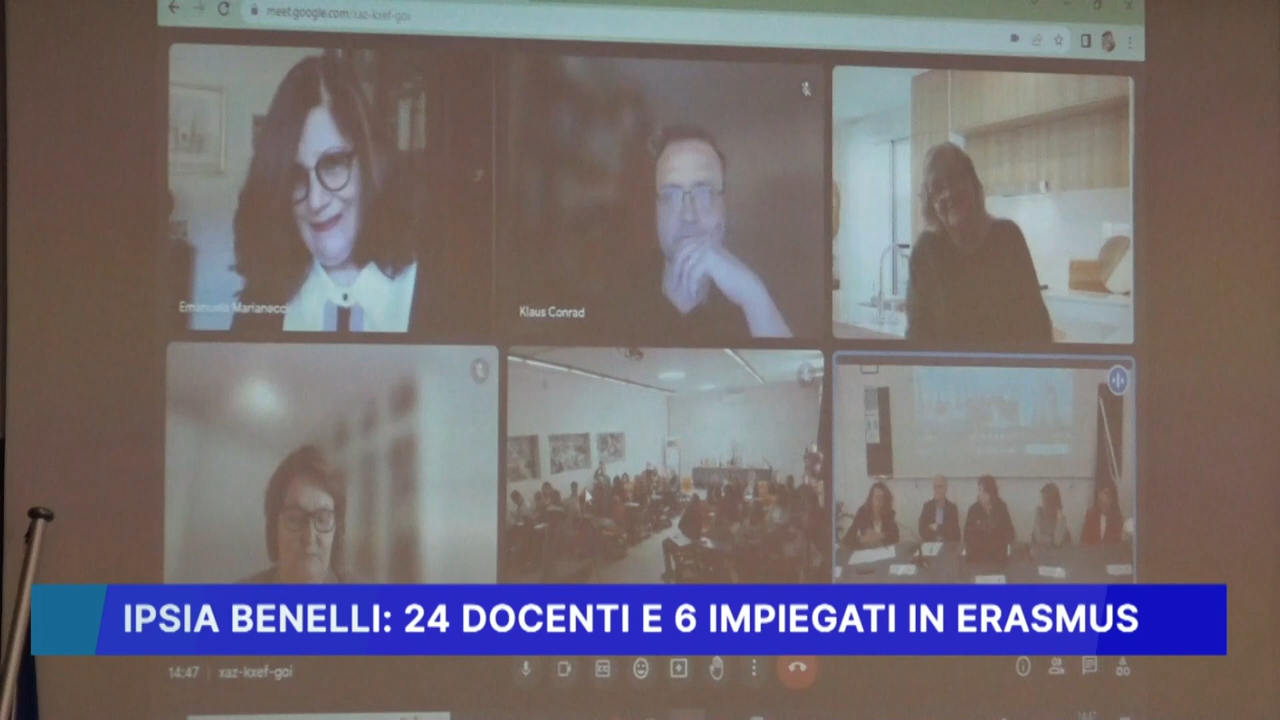 meet.google.com/xaz-kxef-goi
Emanuela Marianecci
Klaus Conrad
IPSIA BENELLI: 24 DOCENTI E 6 IMPIEGATI IN ERASMUS
14:47 | xaz-kxef-goi